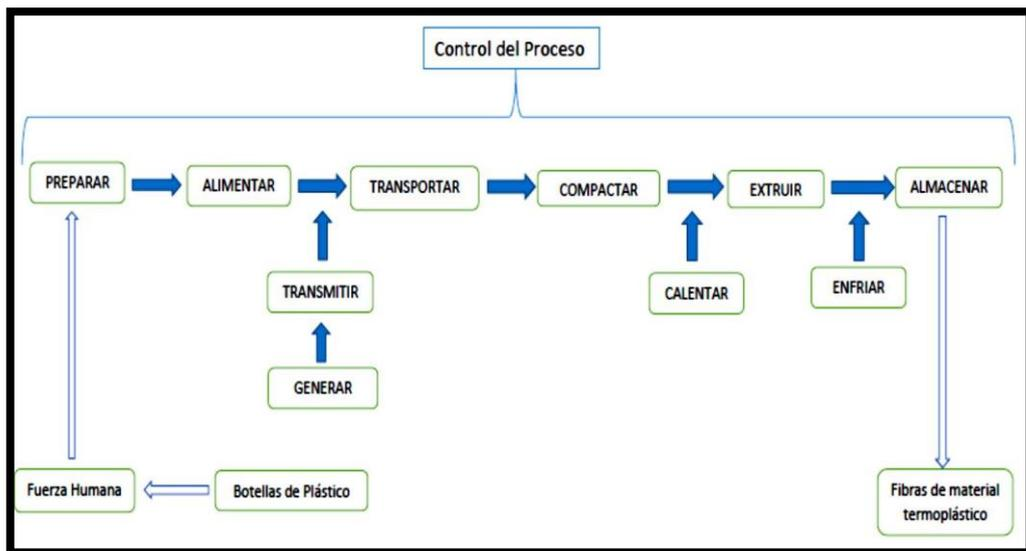 Control del Proceso
PREPARAR
ALIMENTAR
TRANSPORTAR
COMPACTAR
EXTRUIR
ALMACENAR
TRANSMITIR
CALENTAR
ENFRIAR
GENERAR
Fuerza Humana
Botellas de Plástico
Fibras de material
termoplástico